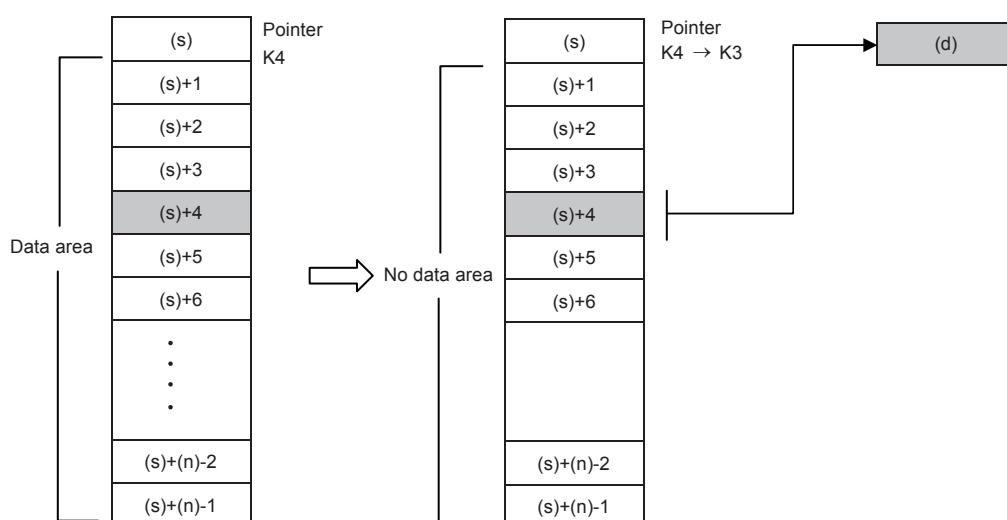 (s)
Pointer
K4
(s)+1
(s)+2
(s)+3
(s)+4
(s)+5
(s)+6
(s)+(n)-2
(s)+(n)-1
Data area
(s)
Pointer
K4 → K3
(s)+1
(s)+2
(s)+3
(s)+4
(s)+5
(s)+6
(s)+(n)-2
(s)+(n)-1
No data area
(d)